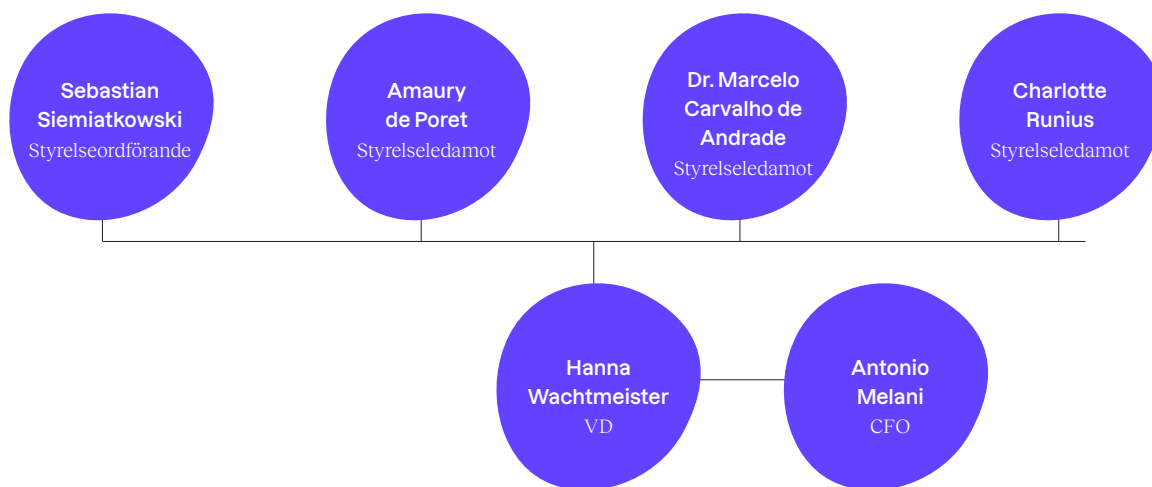 Sebastian
Siemiatkowski
Styrelseordförande
Amaury
de Poret
Styrelseledamot
Dr. Marcelo
Carvalho de
Andrade
Styrelseledamot
Charlotte
Runius
Styrelseledamot
Hanna
Wachtmeister
VD
Antonio
Melani
CFO